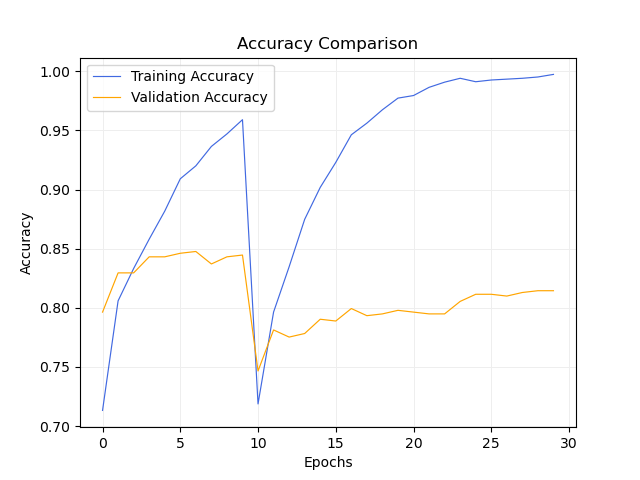 Accuracy Comparison
Training Accuracy
Validation Accuracy
1.00
0.95
0.90
0.85
0.80
0.75
0.70
Accuracy
0 5 10 15 20 25 30
Epochs